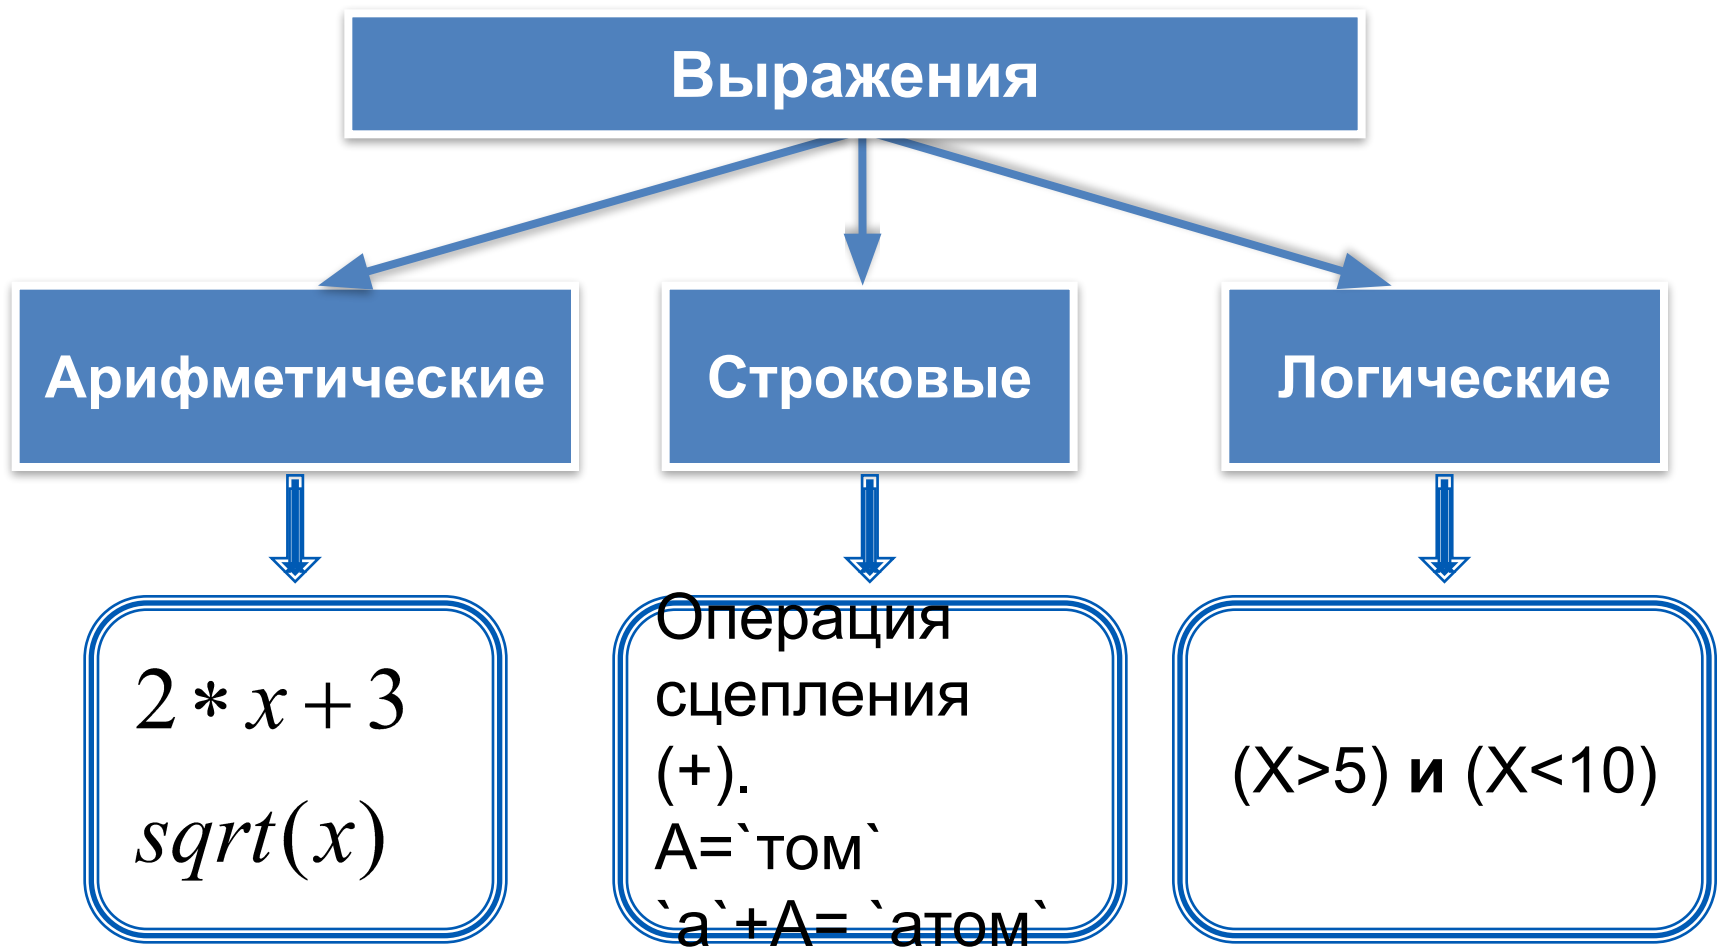 Выражения
Арифметические
Строковые
Логические
2 * x + 3
sqrt(x)
Операция
сцепления
(+).
А=`том`
`а`+А= `атом`
(X>5) и (X<10)